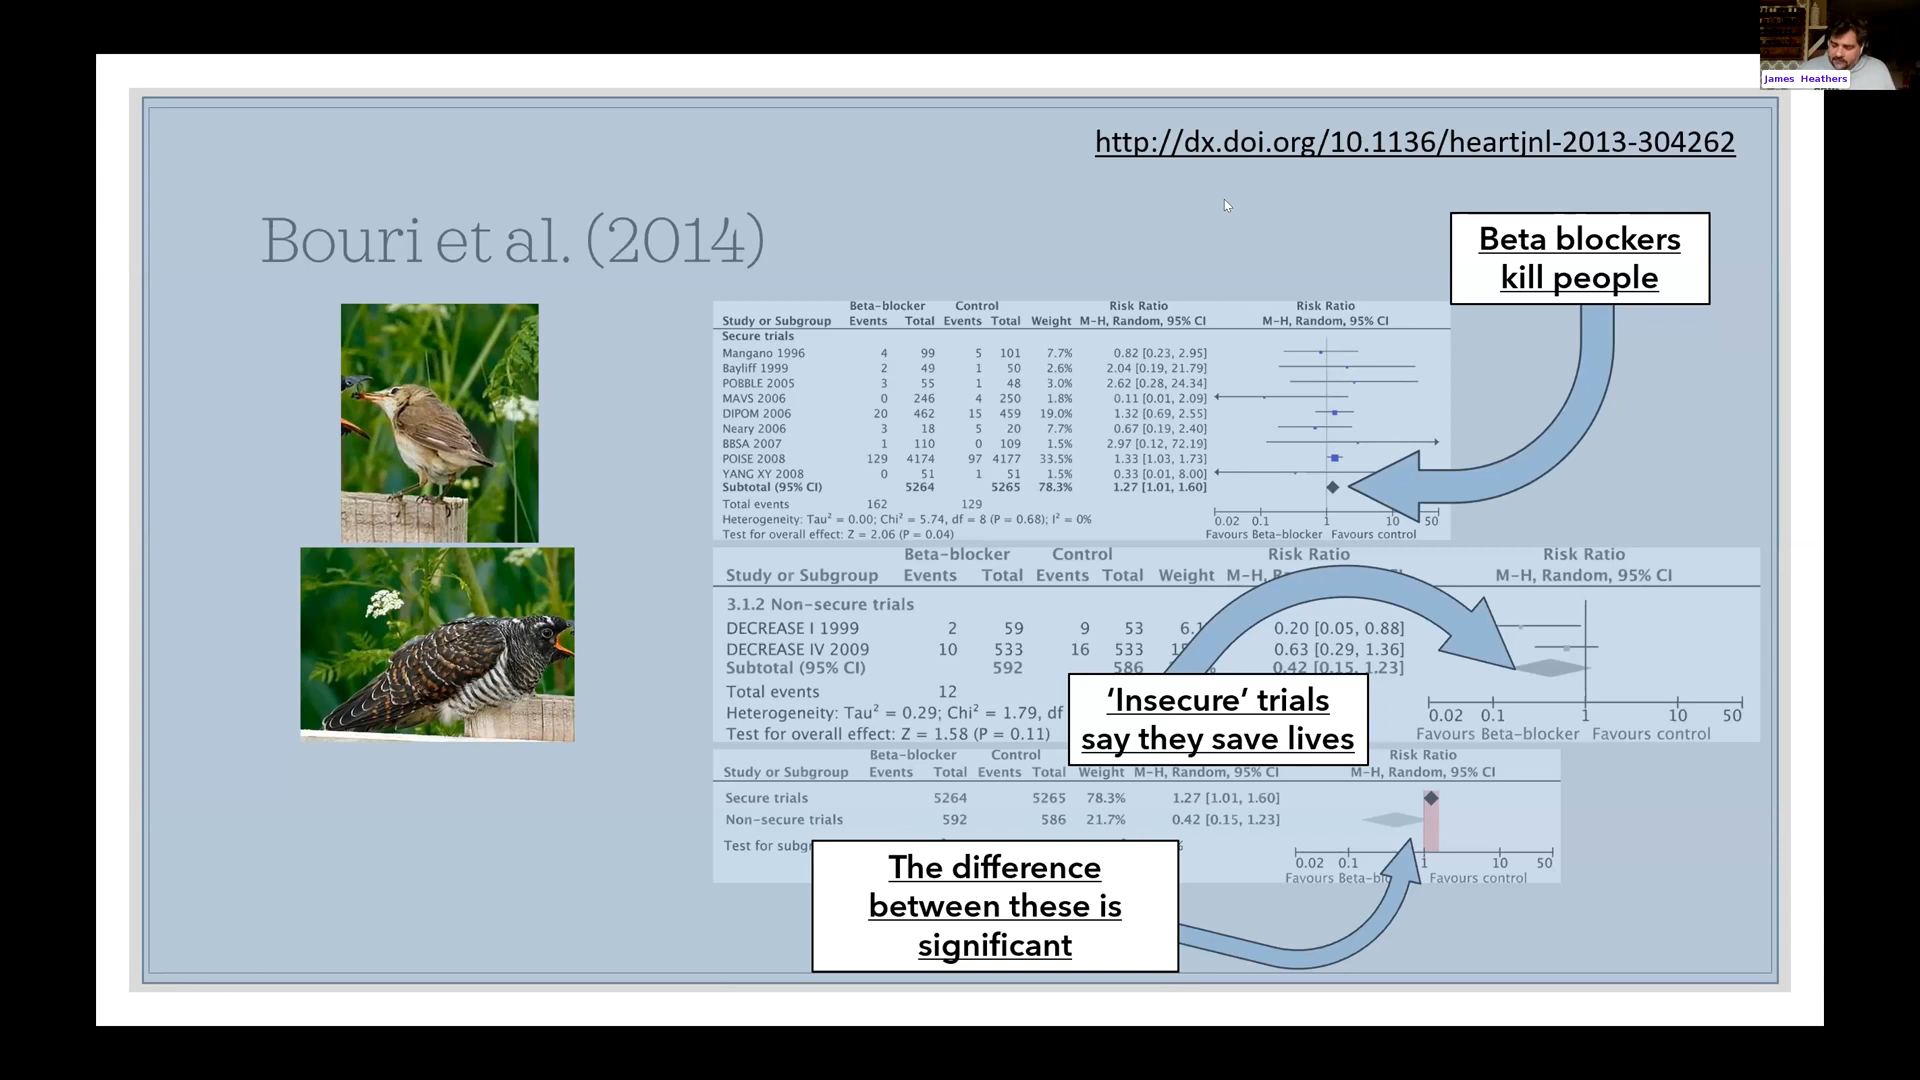 James Heathers
http://dx.doi.org/10.1136/heartjnl-2013-304262
Bouri et al. (2014)
Beta blockers
kill people
Beta-blocker Control Risk Ratio Risk Ratio
Study or Subgroup Events Total Events Total Weight M-H, Random, 95% CI M-H, Random, 95% CI
Secure trials
Mangano 1996 4 99 5 101 7.7% 0.82 [0.23, 2.95]
Bayliff 1999 2 49 1 50 2.6% 2.04 [0.19, 21.79]
POBBLE 2005 3 55 1 48 3.0% 2.62 [0.28, 24.34]
MAVS 2006 0 246 4 250 1.8% 0.11 [0.01, 2.09]
DIPOM 2006 20 462 15 459 19.0% 1.32 [0.69, 2.55]
Neary 2006 3 18 5 20 7.7% 0.67 [0.19, 2.40]
BBSA 2007 1 110 0 109 1.5% 2.97 [0.12, 72.19]
POISE 2008 129 4174 97 4177 33.5% 1.33 [1.03, 1.73]
YANG XY 2008 0 51 1 51 1.5% 0.33 [0.01, 8.00]
Subtotal (95% CI) 5264 5265 78.3% 1.27 [1.01, 1.60]
Total events 162 129
Heterogeneity: Tau² = 0.00; Chi² = 5.74, df = 8 (P = 0.68); I² = 0%
Test for overall effect: Z = 2.06 (P = 0.04)
0.02 0.1 1 10 50
Favours Beta-blocker Favours control
Beta-blocker Control Risk Ratio Risk Ratio
Study or Subgroup Events Total Events Total Weight M-H, M-H, Random, 95% CI
3.1.2 Non-secure trials
DECREASE I 1999 2 59 9 53 6.1 0.20 [0.05, 0.88]
DECREASE IV 2009 10 533 16 533 0.63 [0.29, 1.36]
Subtotal (95% CI) 592 586 0.42 [0.15, 1.23]
Total events 12
Heterogeneity: Tau² = 0.29; Chi² = 1.79, df
Test for overall effect: Z = 1.58 (P = 0.11)
0.02 0.1 1 10 50
Favours Beta-blocker Favours control
‘Insecure’ trials
say they save lives
Beta-blocker Control Risk Ratio
Study or Subgroup Events Total Events Total Weight M-H, Random, 95% CI M-H, Random, 95% CI
Secure trials 5264 5265 78.3% 1.27 [1.01, 1.60]
Non-secure trials 592 586 21.7% 0.42 [0.15, 1.23]
Test for
0.02 0.1 1 10 50
Favours Favours control
The difference
between these is
significant